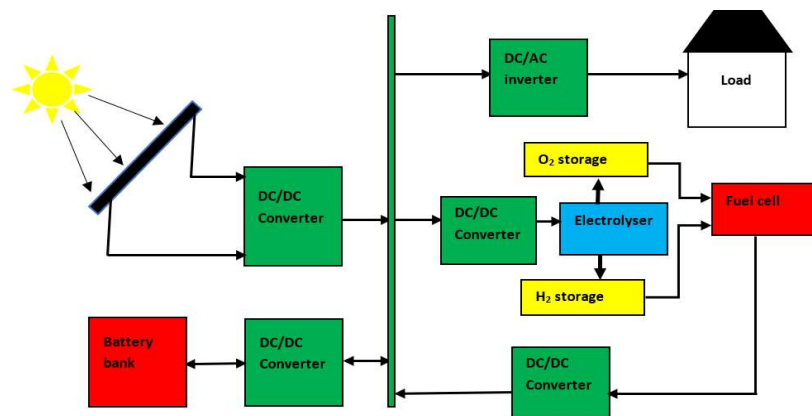 DC/AC
inverter
Load
O₂ storage
DC/DC
Converter
DC/DC
Converter
Electrolyser
Fuel cell
H₂ storage
Battery
bank
DC/DC
Converter
DC/DC
Converter